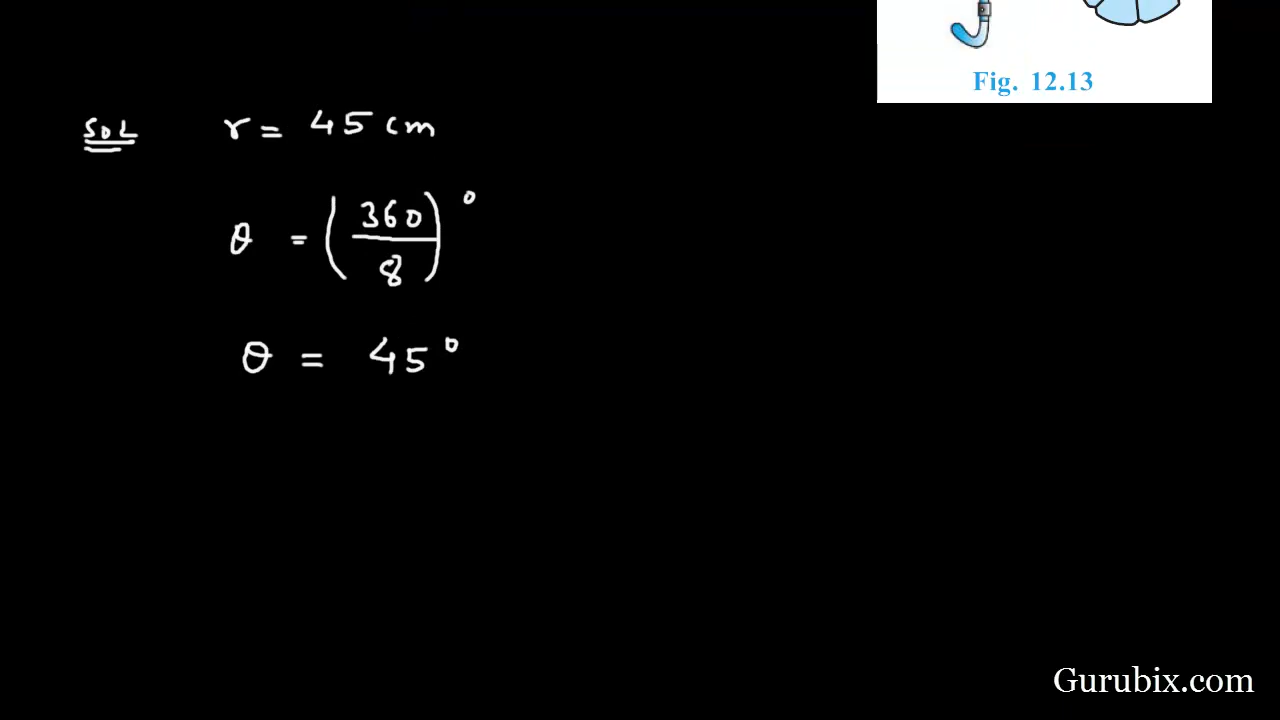 Fig. 12.13
SOL r = 45 cm
θ = (360/8)°
θ = 45°
Gurubix.com